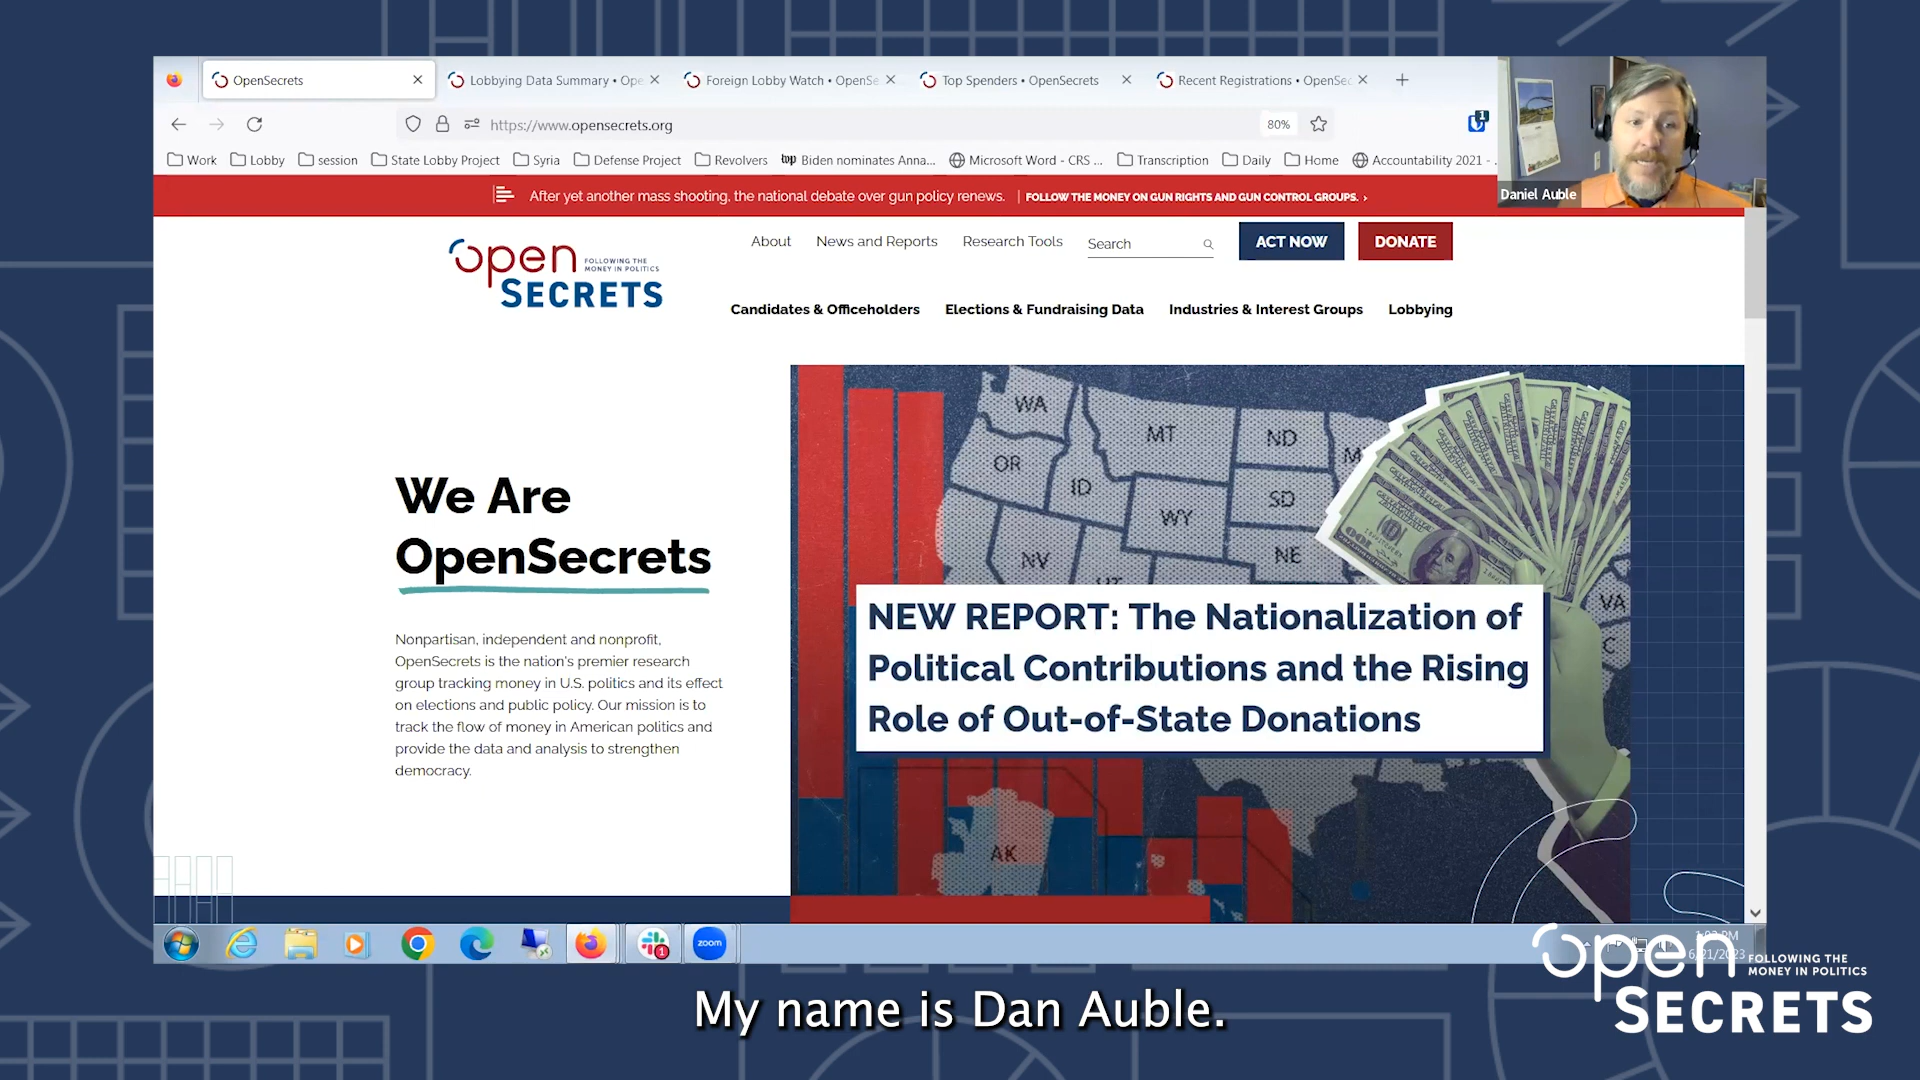 OpenSecrets
Lobbying Data Summary • Ope
Foreign Lobby Watch • OpenSe
Top Spenders • OpenSecrets
Recent Registrations • OpenSec
https://www.opensecrets.org
80%
1
Work
Lobby
session
State Lobby Project
Syria
Defense Project
Revolvers
top Biden nominates Anna...
Microsoft Word - CRS ...
Transcription
Daily
Home
Accountability 2021 - .
Daniel Auble
After yet another mass shooting, the national debate over gun policy renews. | FOLLOW THE MONEY ON GUN RIGHTS AND GUN CONTROL GROUPS. ›
About
News and Reports
Research Tools
Search
ACT NOW
DONATE
open
FOLLOWING THE
MONEY IN POLITICS
SECRETS
Candidates & Officeholders
Elections & Fundraising Data
Industries & Interest Groups
Lobbying
We Are
OpenSecrets
Nonpartisan, independent and nonprofit,
OpenSecrets is the nation's premier research
group tracking money in U.S. politics and its effect
on elections and public policy. Our mission is to
track the flow of money in American politics and
provide the data and analysis to strengthen
democracy.
WA
MT
ND
OR
ID
SD
WY
NV
NE
VA
AK
100
NEW REPORT: The Nationalization of
Political Contributions and the Rising
Role of Out-of-State Donations
1
zoom
6/21/2023
open
FOLLOWING THE
MONEY IN POLITICS
SECRETS
My name is Dan Auble.